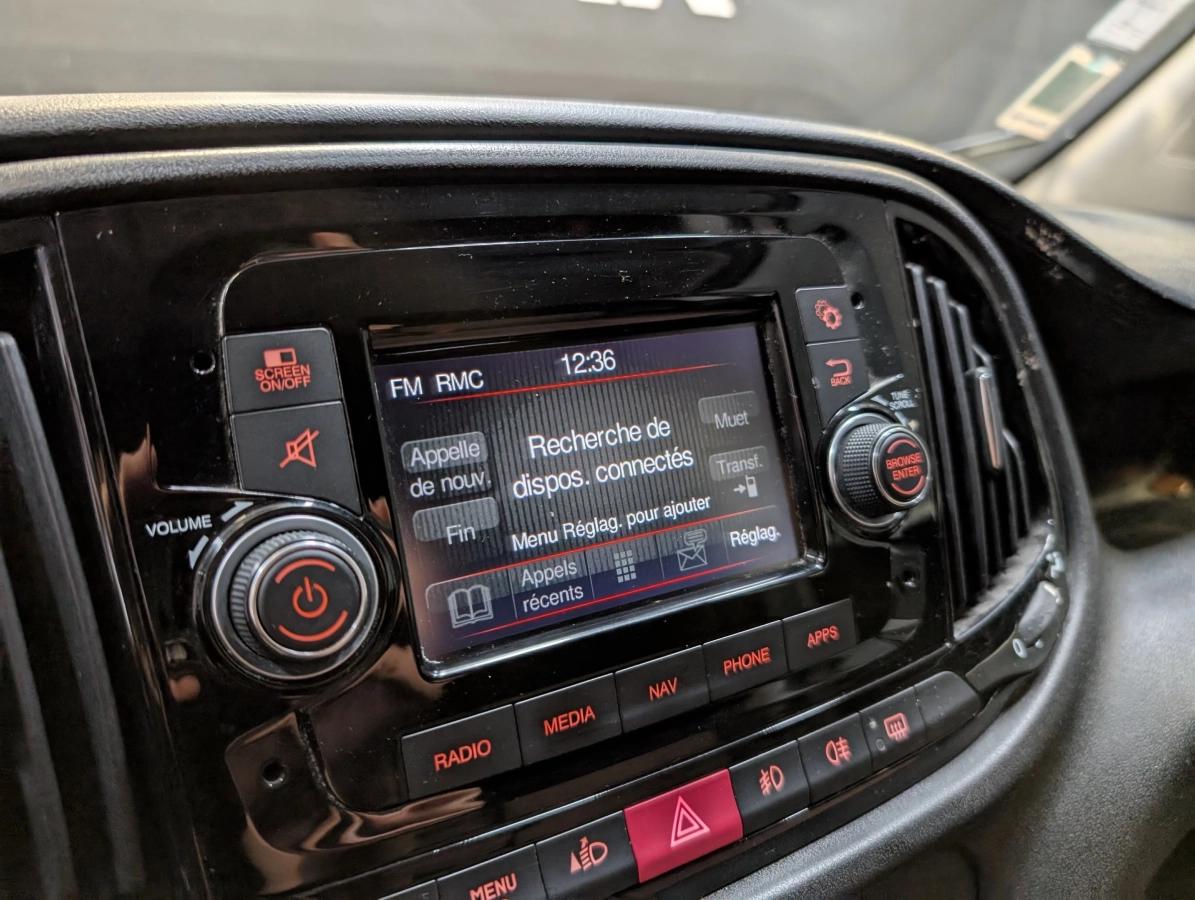 SCREEN
ON/OFF
VOLUME
12:36
FM RMC
Recherche de
dispos. connectés
Menu Réglag. pour ajouter
Appelle
de nouv.
Fin
Muet
Transf.
Appels
récents
Réglag.
BACK
TUNE
SCROLL
BROWSE
ENTER
RADIO
MEDIA
NAV
PHONE
APPS
MENU
0